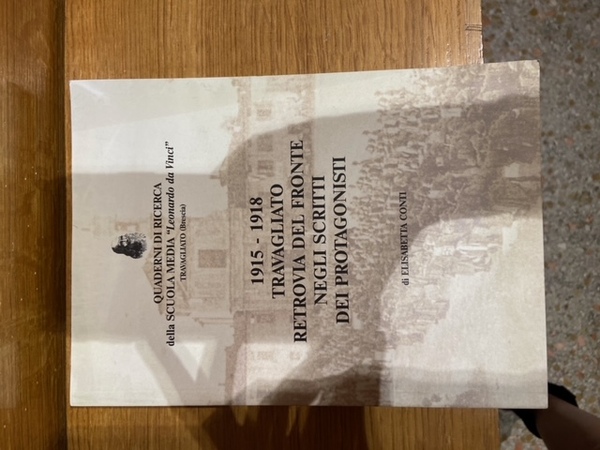 QUADERNI DI RICERCA
della SCUOLA MEDIA "Leonardo da Vinci"
TRAVAGLIATO (Brescia)
1915 - 1918
TRAVAGLIATO
RETROVIA DEL FRONTE
NEGLI SCRITTI
DEI PROTAGONISTI
di ELISABETTA CONTI